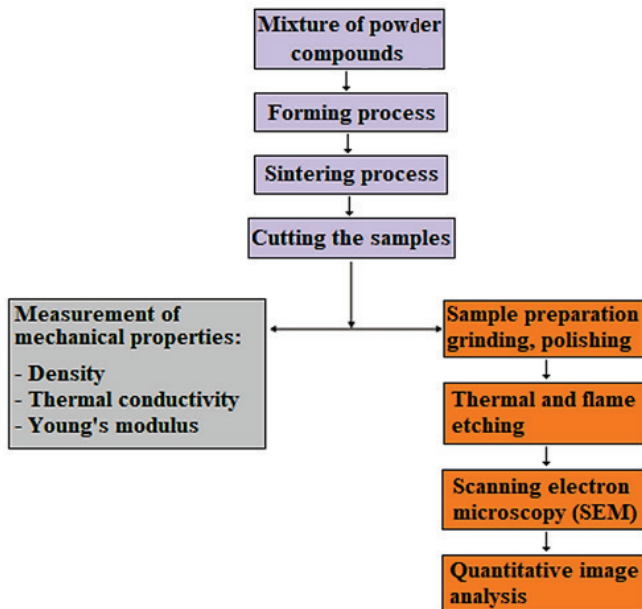 Mixture of powder
compounds
Forming process
Sintering process
Cutting the samples
Measurement of
mechanical properties:
- Density
- Thermal conductivity
- Young's modulus
Sample preparation
grinding, polishing
Thermal and flame
etching
Scanning electron
microscopy (SEM)
Quantitative image
analysis